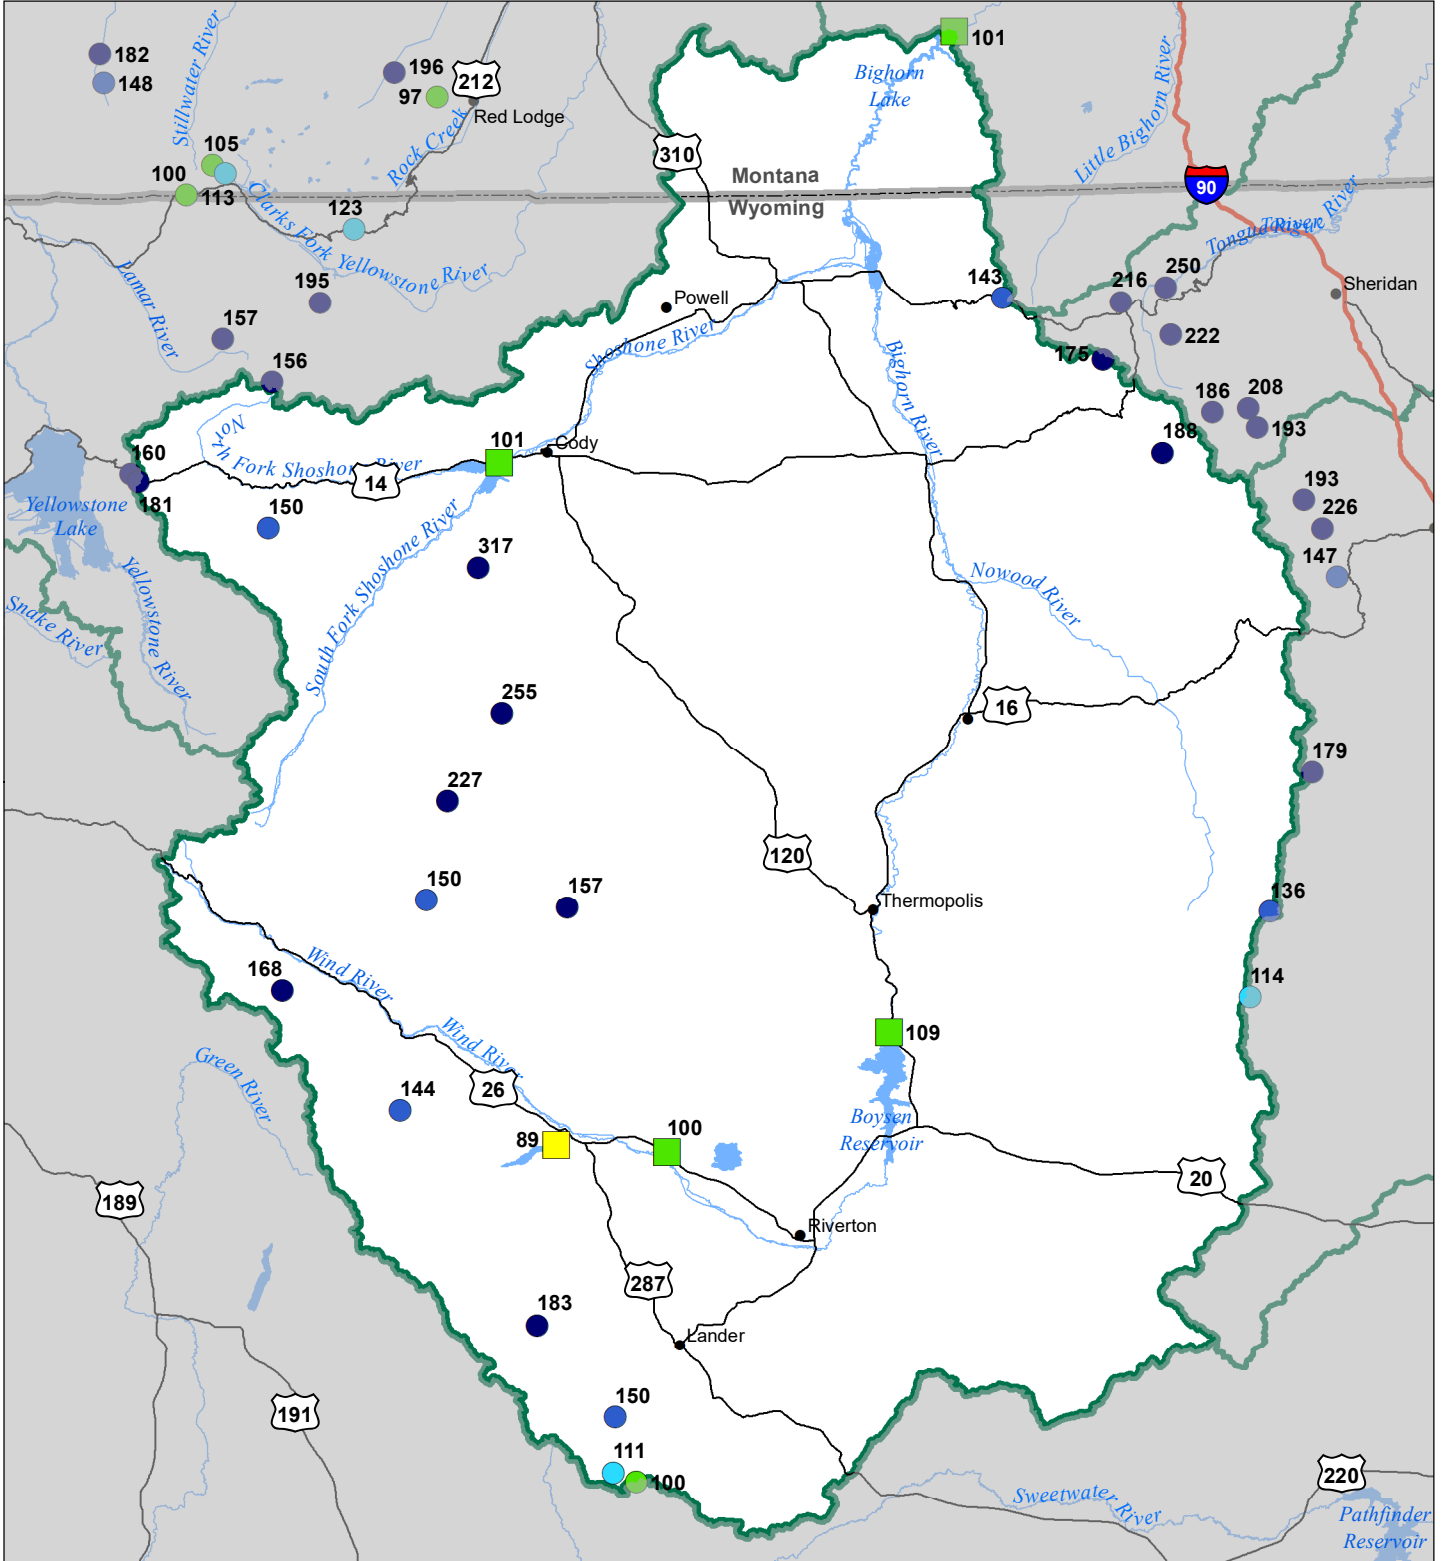 182
148
Stillwater River
196
212
97
Red Lodge
Rock Creek
101
Bighorn
Lake
Little Bighorn River
105
100
113
310
Montana
Wyoming
90
123
Clarks Fork Yellowstone River
Tongue River
Lamar River
195
157
156
Powell
Shoshone River
143
216
250
Sheridan
222
175
Bighorn River
186
208
193
188
North Fork Shoshone River
101
Cody
14
160
181
Yellowstone
Lake
150
193
226
147
317
South Fork Shoshone River
Yellowstone River
Snake River
Nowood River
255
16
179
227
120
150
157
Thermopolis
136
114
168
Wind River
109
Wind River
Green River
26
144
89
100
Boysen
Reservoir
20
189
Riverton
287
183
Lander
191
150
111
100
220
Sweetwater River
Pathfinder
Reservoir